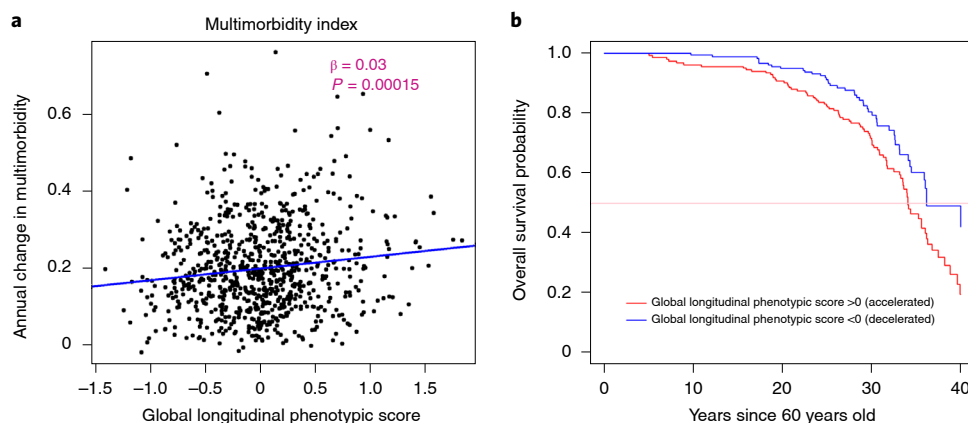 a
Multimorbidity index
β = 0.03
P = 0.00015
Annual change in multimorbidity
0.6
0.4
0.2
0
–1.5
–1.0
–0.5
0
0.5
1.0
1.5
Global longitudinal phenotypic score
b
Overall survival probability
1.0
0.8
0.6
0.4
0.2
0
Global longitudinal phenotypic score >0 (accelerated)
Global longitudinal phenotypic score <0 (decelerated)
0
10
20
30
40
Years since 60 years old